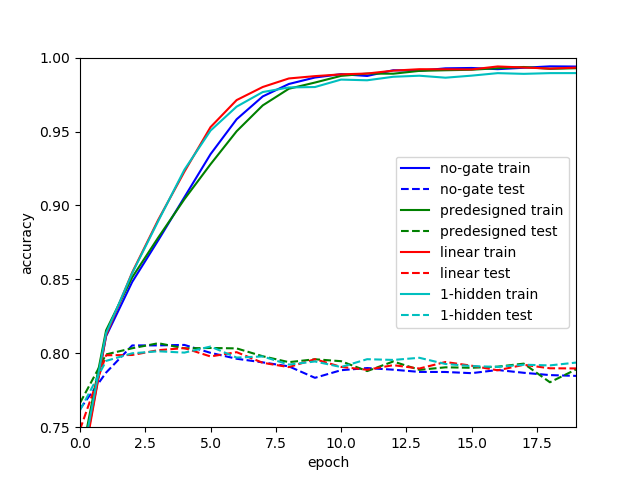 1.00
0.95
0.90
0.85
0.80
0.75
accuracy
no-gate train
no-gate test
predesigned train
predesigned test
linear train
linear test
1-hidden train
1-hidden test
0.0 2.5 5.0 7.5 10.0 12.5 15.0 17.5
epoch